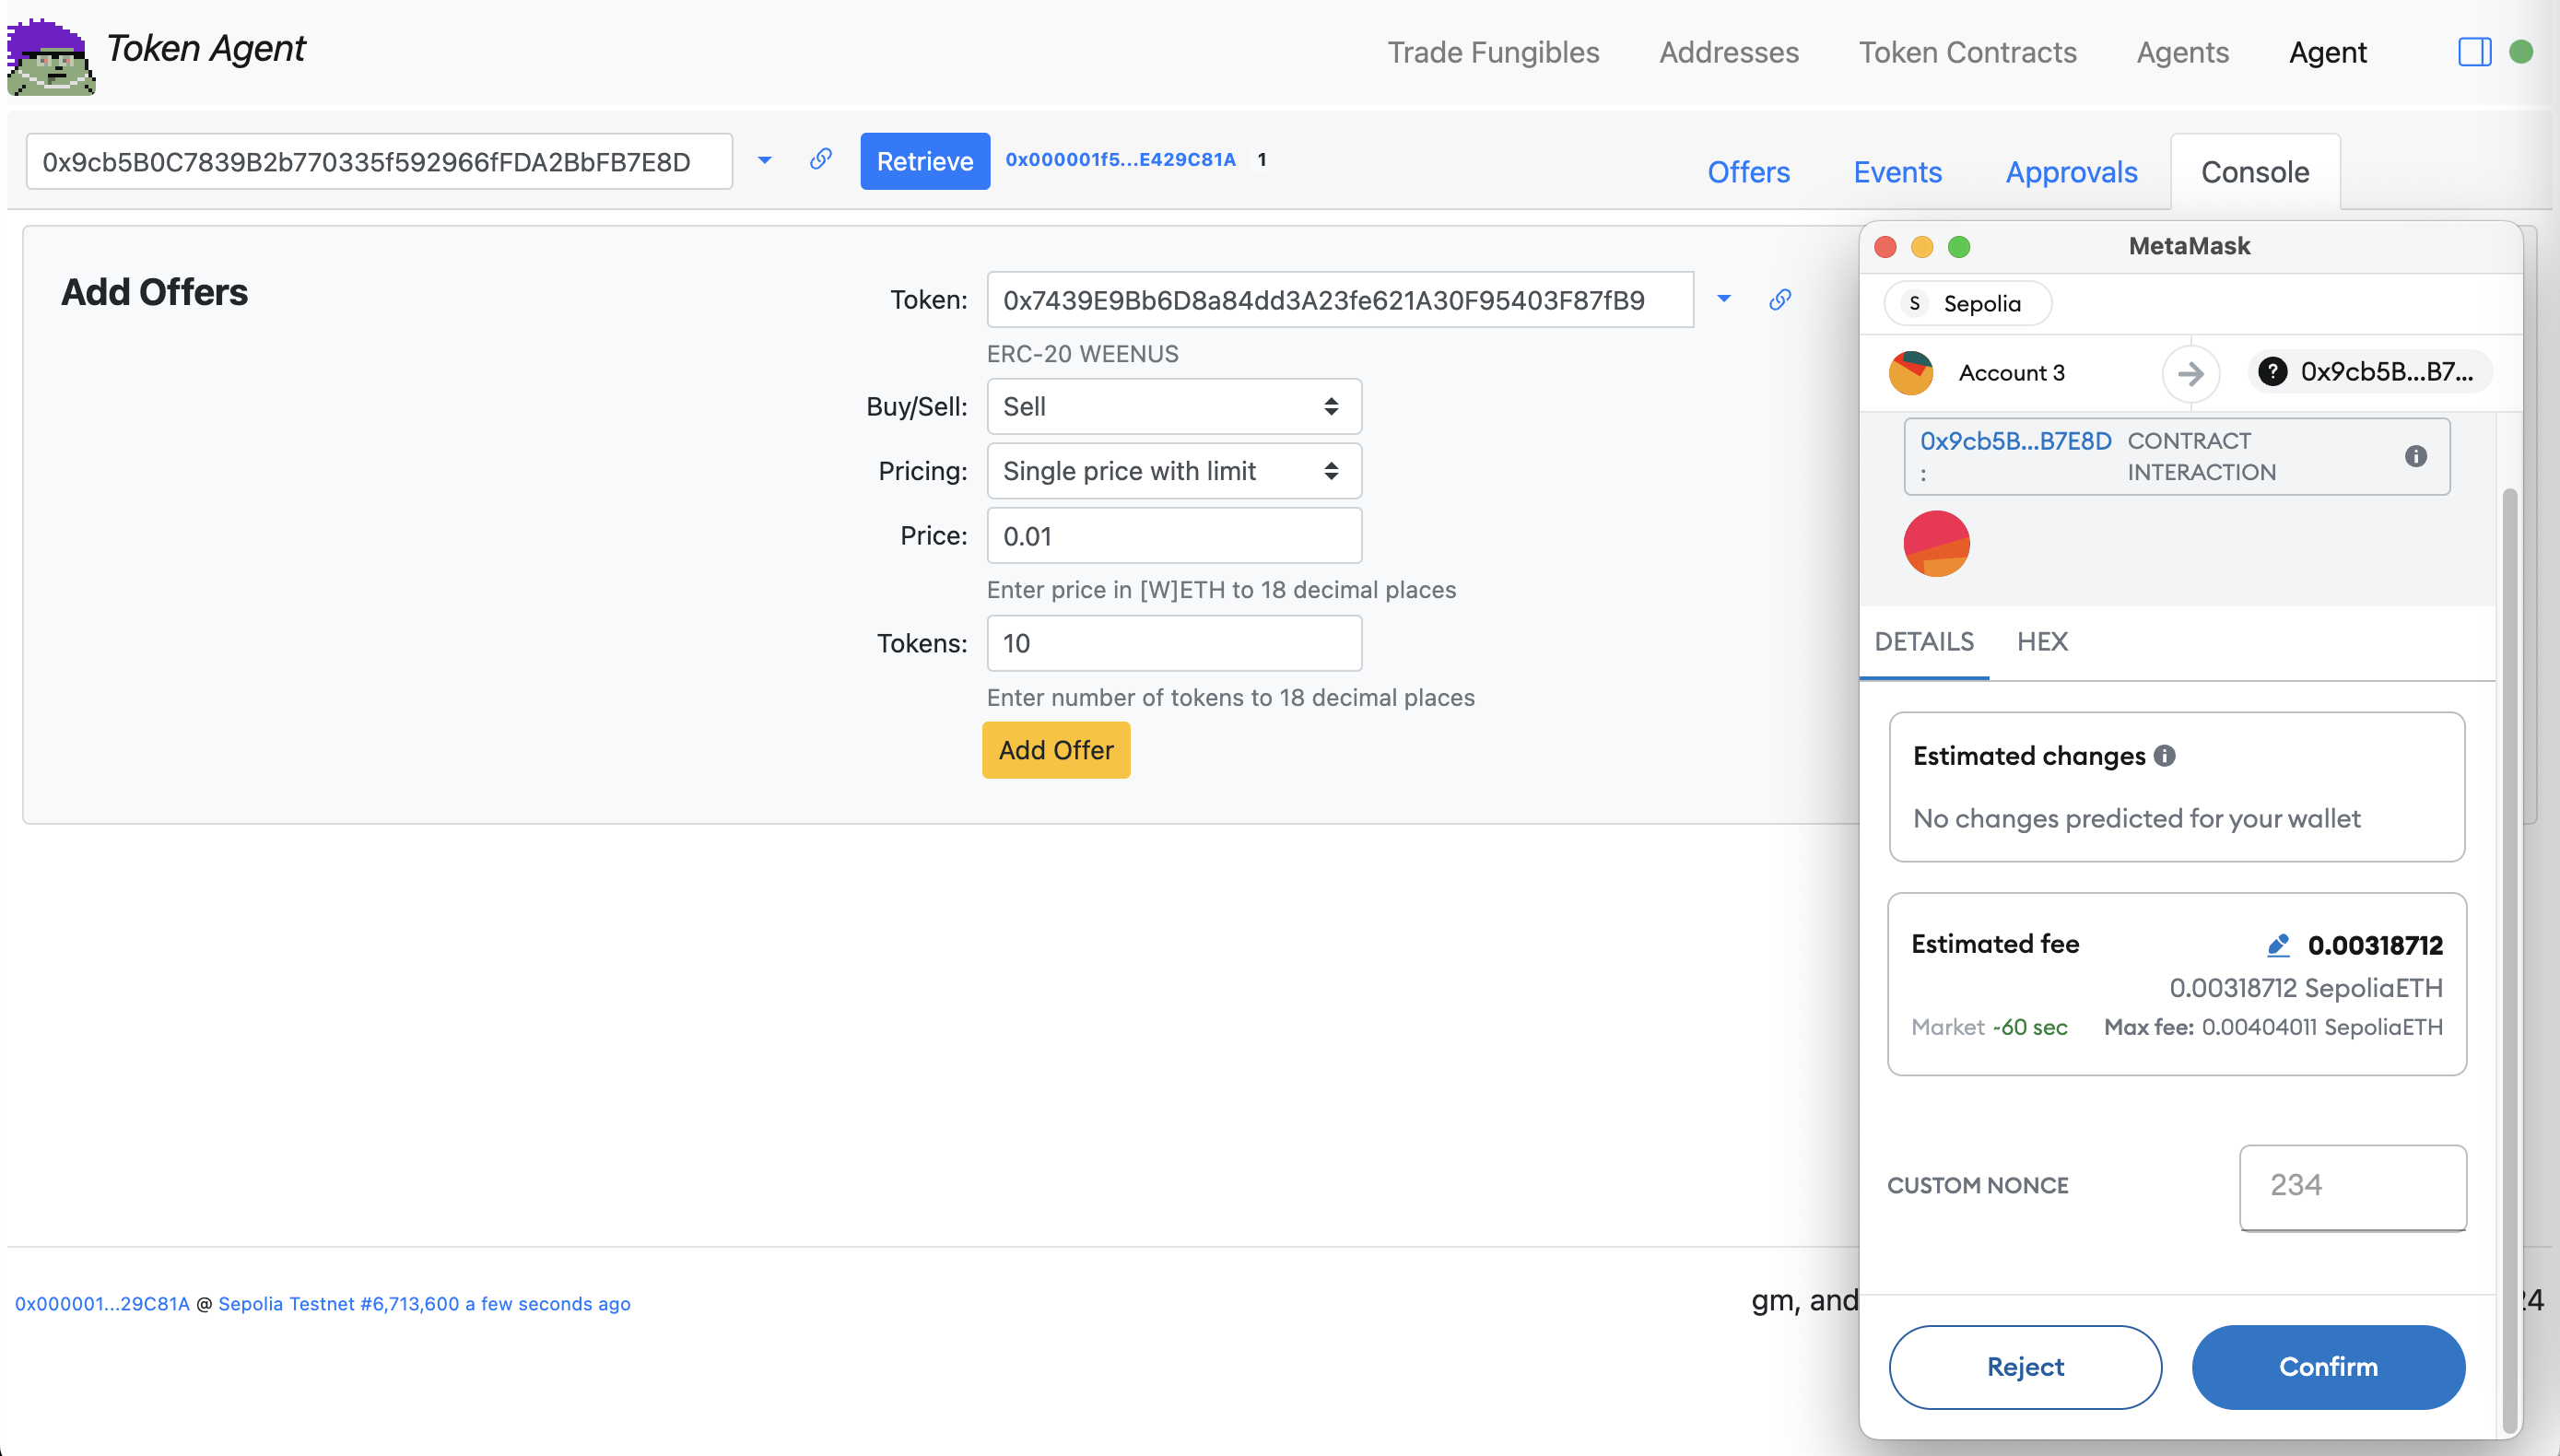 Token Agent
Trade Fungibles
Addresses
Token Contracts
Agents
Agent
0x9cb5B0C7839B2b770335f592966fFDA2BbFB7E8D
Retrieve
0x000001f5...E429C81A 1
Offers
Events
Approvals
Console
Add Offers
Token: 0x7439E9Bb6D8a84dd3A23fe621A30F95403F87fB9
ERC-20 WEENUS
Buy/Sell: Sell
Pricing: Single price with limit
Price: 0.01
Enter price in [W]ETH to 18 decimal places
Tokens: 10
Enter number of tokens to 18 decimal places
Add Offer
MetaMask
S Sepolia
Account 3
? 0x9cb5B...B7...
0x9cb5B...B7E8D CONTRACT
: INTERACTION
DETAILS HEX
Estimated changes
No changes predicted for your wallet
Estimated fee 0.00318712
0.00318712 SepoliaETH
Market ~60 sec Max fee: 0.00404011 SepoliaETH
CUSTOM NONCE 234
Reject Confirm
0x000001...29C81A @ Sepolia Testnet #6,713,600 a few seconds ago
gm, and